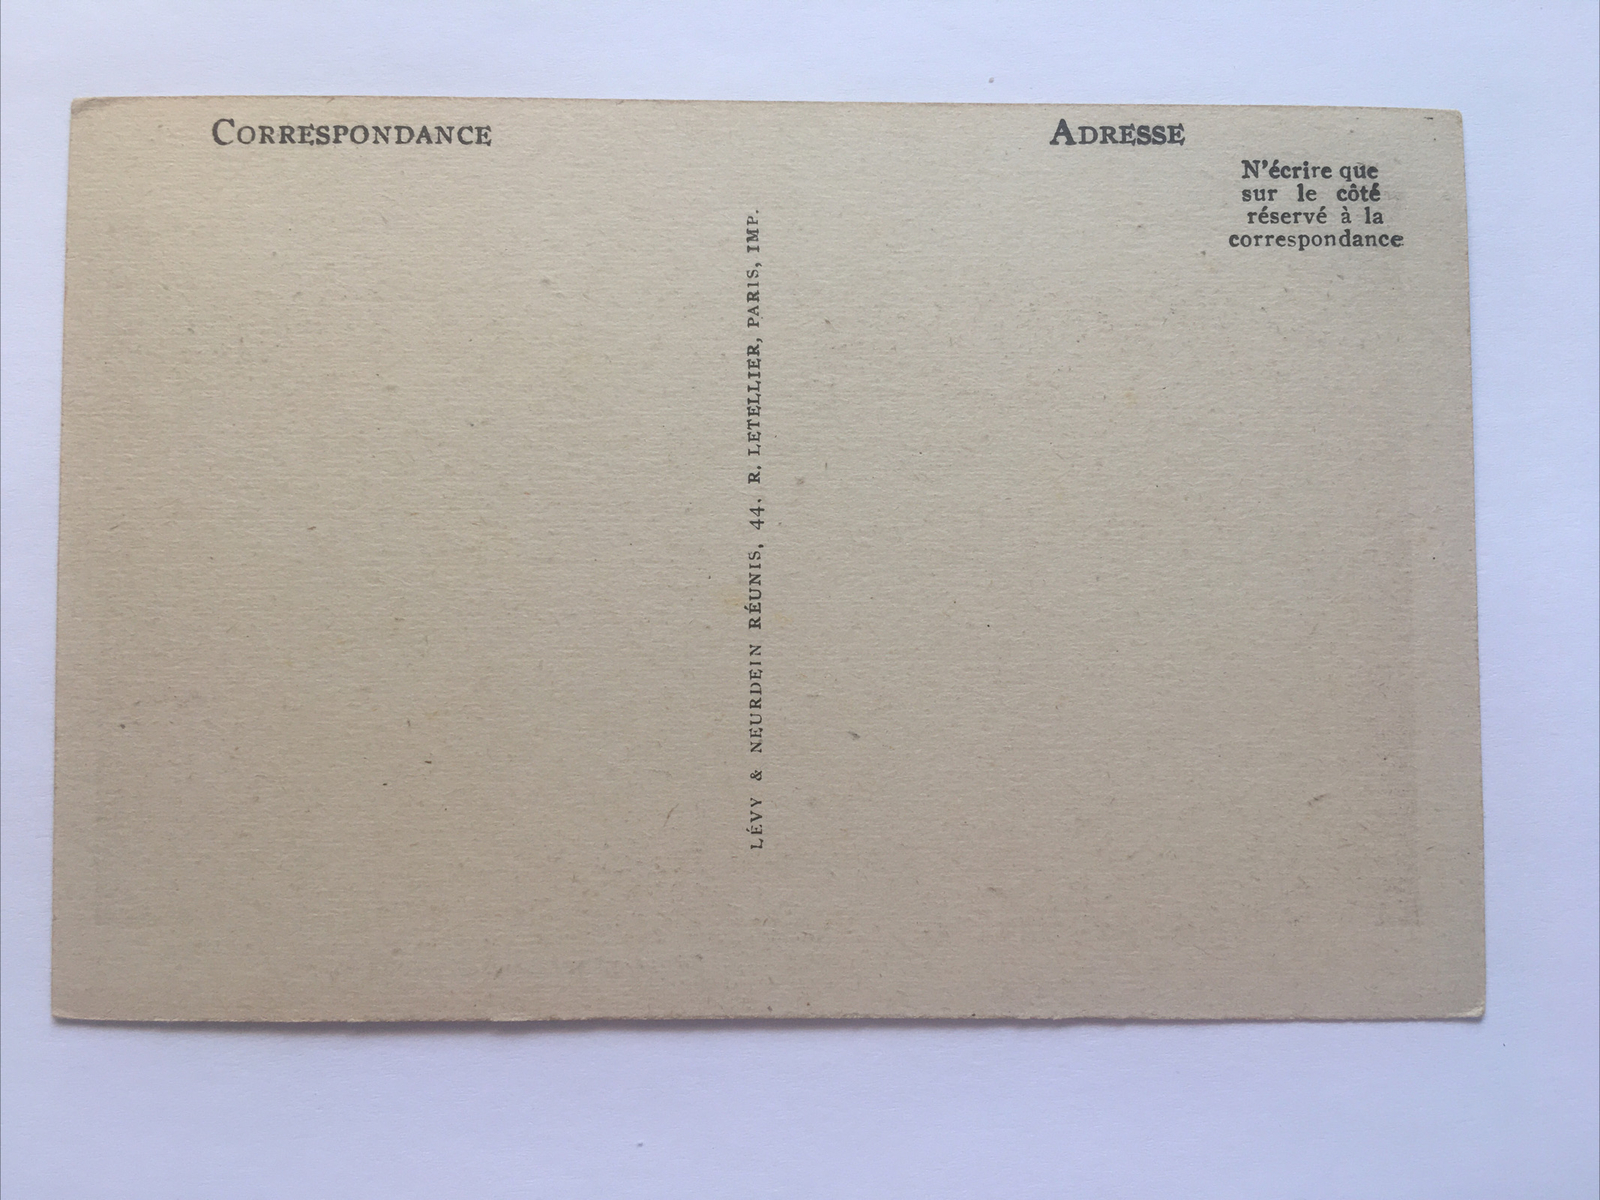 CORRESPONDANCE
ADRESSE
N'écrire que
sur le côté
réservé à la
correspondance
LÉVY & NEURDEIN RÉUNIS, 44, R. LETELLIER, PARIS, IMP.